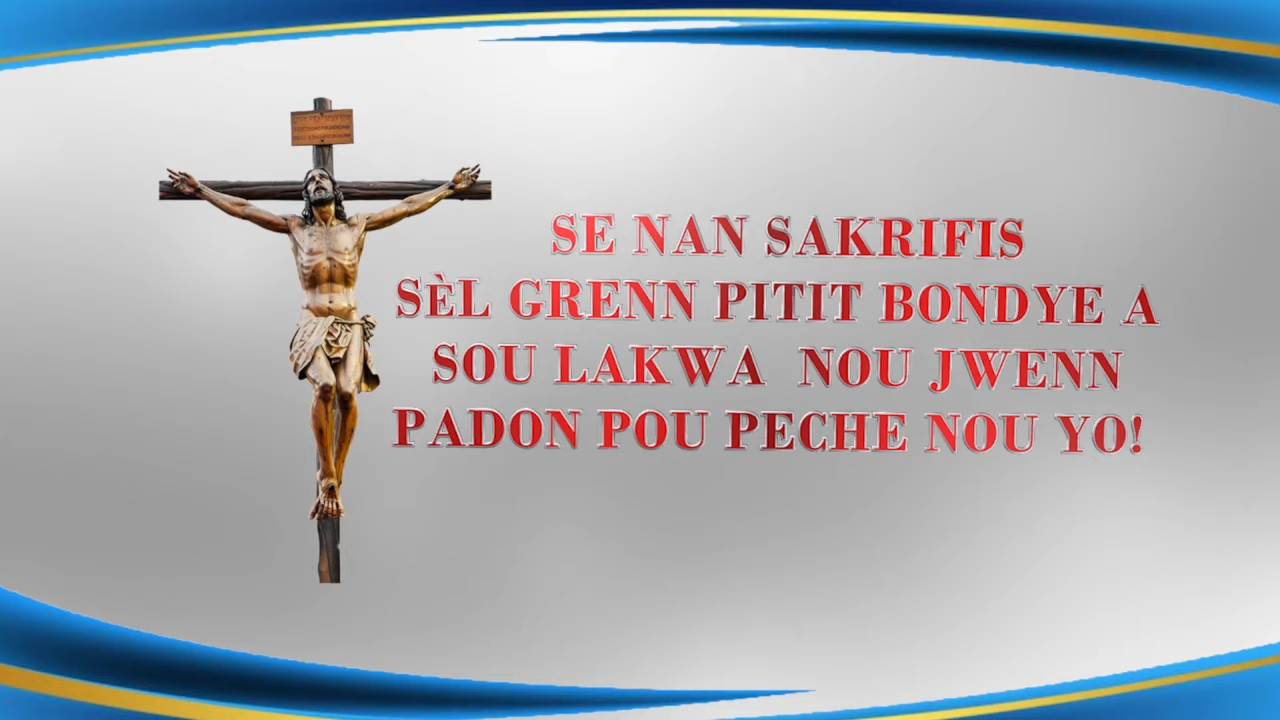 SE NAN SAKRIFIS
SÈL GRENN PITIT BONDYE A
SOU LAKWA NOU JWENN
PADON POU PECHE NOU YO!